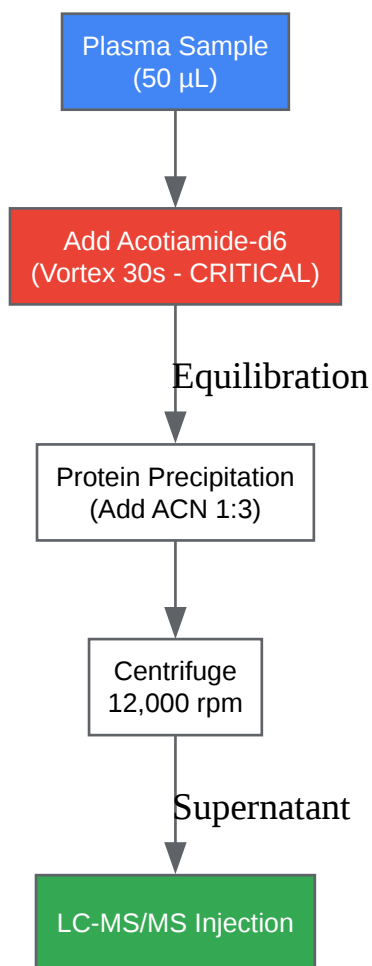 Plasma Sample
(50 µL)
Add Acotiamide-d6
(Vortex 30s - CRITICAL)
Equilibration
Protein Precipitation
(Add ACN 1:3)
Centrifuge
12,000 rpm
Supernatant
LC-MS/MS Injection